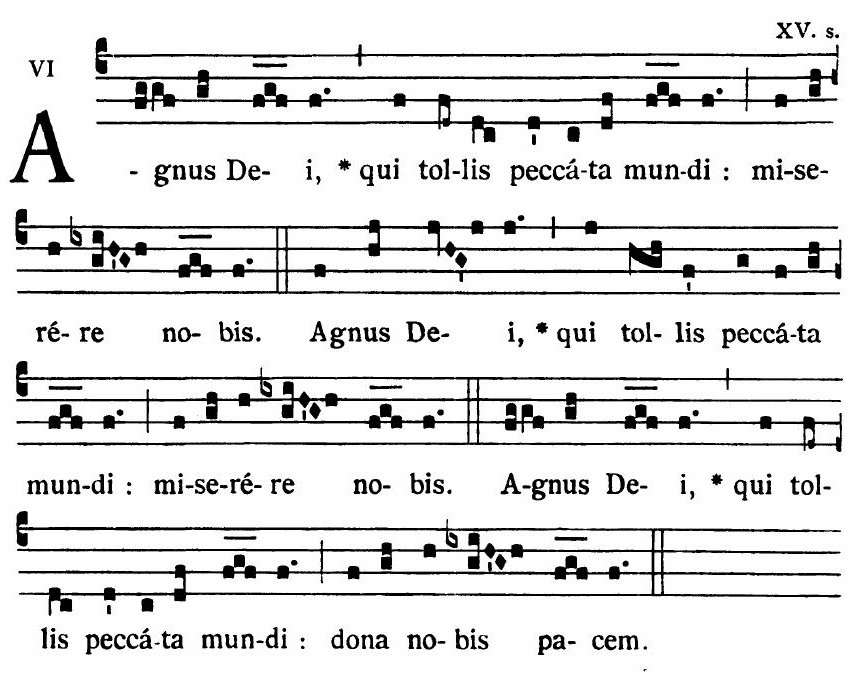 XV. s.
VI
A-gnus De- i, * qui tol-lis peccá-ta mun-di : mi-se-
ré- re no- bis. Agnus De- i, * qui tol- lis peccá-ta
mun-di : mi-se-ré- re no- bis. A-gnus De- i, * qui tol-
lis peccá-ta mun-di : dona no- bis pa- cem.